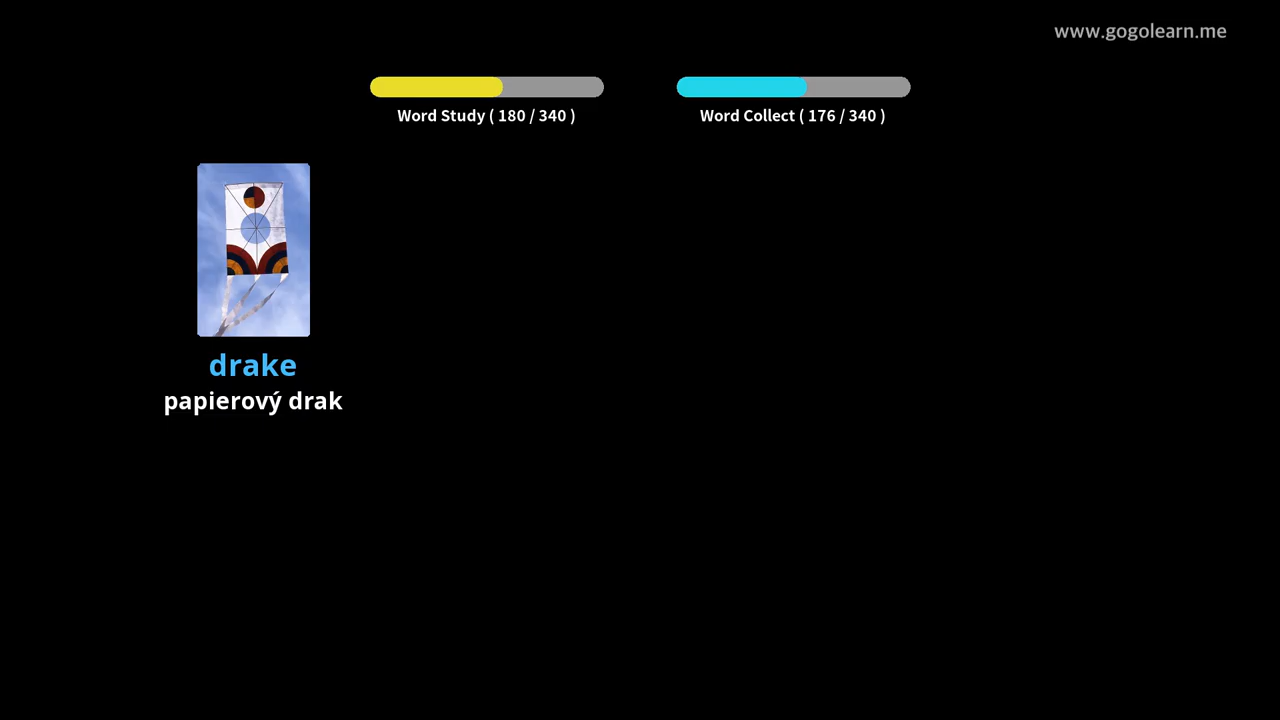 www.gogolearn.me
Word Study ( 180 / 340 )
Word Collect ( 176 / 340 )
drake
papierový drak